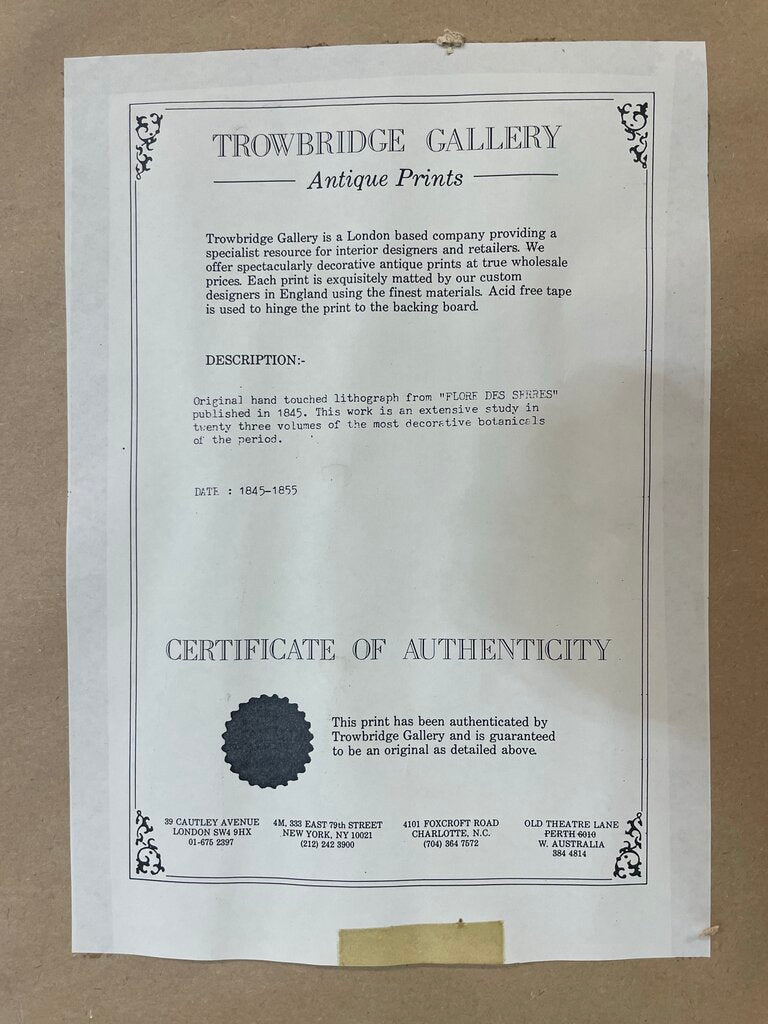 TROWBRIDGE GALLERY
Antique Prints
Trowbridge Gallery is a London based company providing a
specialist resource for interior designers and retailers. We
offer spectacularly decorative antique prints at true wholesale
prices. Each print is exquisitely matted by our custom
designers in England using the finest materials. Acid free tape
is used to hinge the print to the backing board.
DESCRIPTION:-
Original hand touched lithograph from "FLORE DES SERRES"
published in 1845. This work is an extensive study in
twenty three volumes of the most decorative botanicals
of the period.
DATE : 1845-1855
CERTIFICATE OF AUTHENTICITY
This print has been authenticated by
Trowbridge Gallery and is guaranteed
to be an original as detailed above.
39 CAUTLEY AVENUE
LONDON SW4 9HX
01-675 2397
4M, 333 EAST 79th STREET
NEW YORK, NY 10021
(212) 242 3900
4101 FOXCROFT ROAD
CHARLOTTE, N.C.
(704) 364 7572
OLD THEATRE LANE
PERTH 6010
W. AUSTRALIA
384 4814